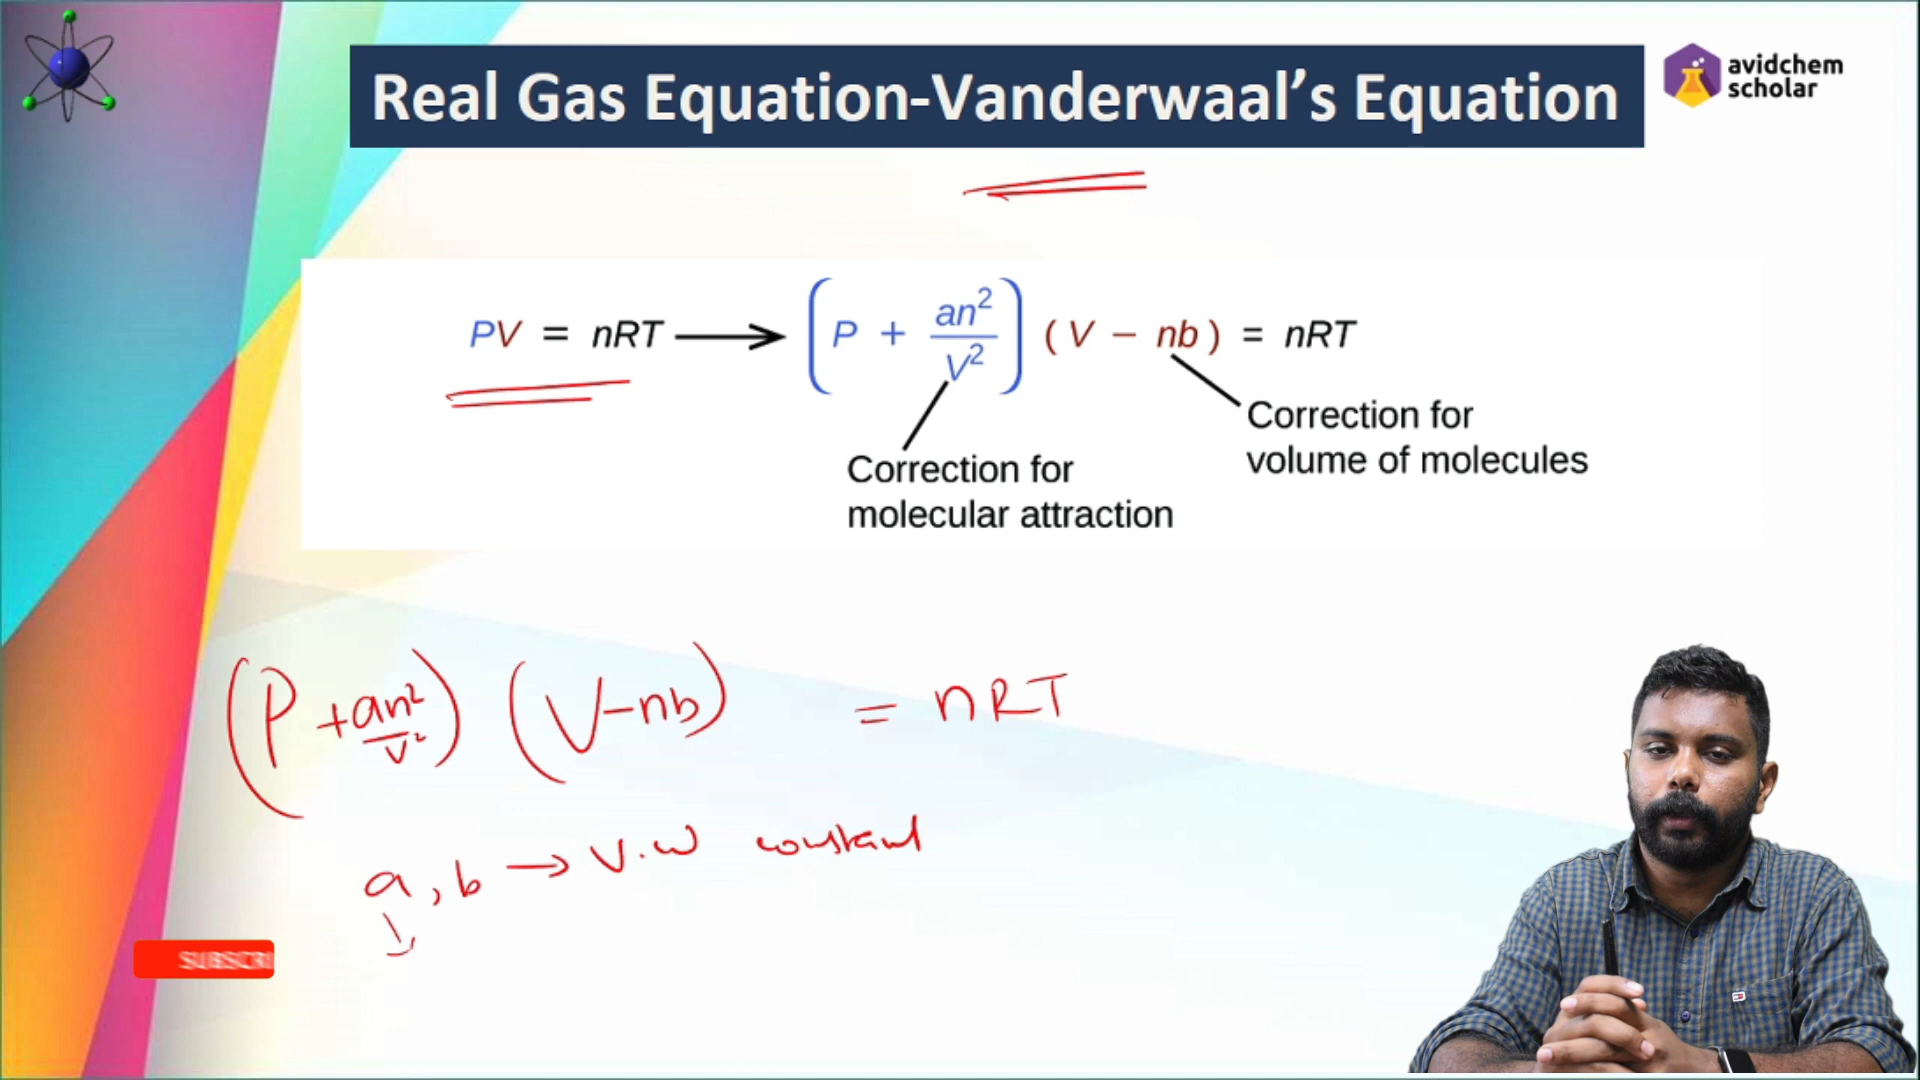 Real Gas Equation-Vanderwaal’s Equation
avidchem
scholar
PV = nRT ⟶ (P + an²/V²) (V – nb) = nRT
Correction for
volume of molecules
Correction for
molecular attraction
(P + an²/V²) (V-nb) = nRT
a, b → V.W constant
SUBSCRI